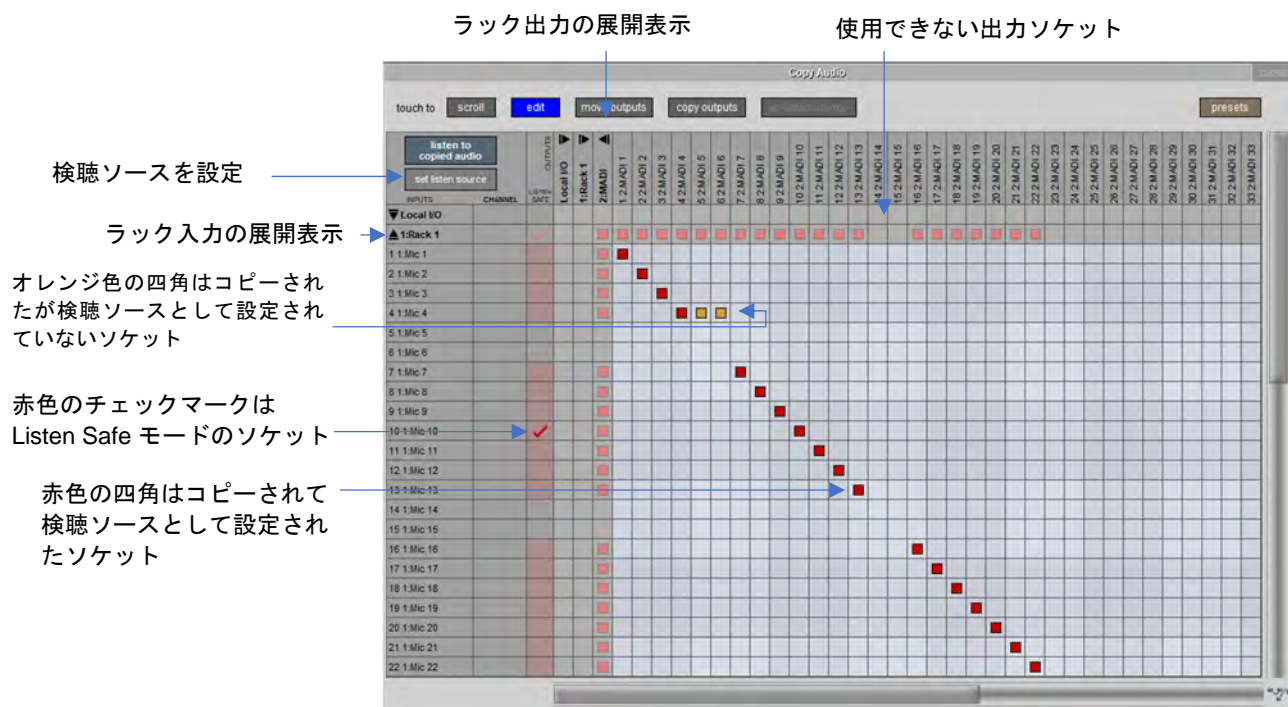 ラック出力の展開表示
使用できない出力ソケット
Copy Audio
touch to
scroll
edit
move outputs
copy outputs
presets
検聴ソースを設定
ラック入力の展開表示
オレンジ色の四角はコピーされ
たが検聴ソースとして設定され
ていないソケット
赤色のチェックマークは
Listen Safe モードのソケット
赤色の四角はコピーされて
検聴ソースとして設定され
たソケット
listen to
copied audio
set listen source
INPUTS
CHANNEL
LISTEN
SAFE
OUTPUTS
Local I/O
1:Rack 1
2:MADI
1 2:MADI 1
2 2:MADI 2
3 2:MADI 3
4 2:MADI 4
5 2:MADI 5
6 2:MADI 6
7 2:MADI 7
8 2:MADI 8
9 2:MADI 9
10 2:MADI 10
11 2:MADI 11
12 2:MADI 12
13 2:MADI 13
14 2:MADI 14
15 2:MADI 15
16 2:MADI 16
17 2:MADI 17
18 2:MADI 18
19 2:MADI 19
20 2:MADI 20
21 2:MADI 21
22 2:MADI 22
23 2:MADI 23
24 2:MADI 24
25 2:MADI 25
26 2:MADI 26
27 2:MADI 27
28 2:MADI 28
29 2:MADI 29
30 2:MADI 30
31 2:MADI 31
32 2:MADI 32
33 2:MADI 33
Local I/O
1:Rack 1
1 1:Mic 1
2 1:Mic 2
3 1:Mic 3
4 1:Mic 4
5 1:Mic 5
6 1:Mic 6
7 1:Mic 7
8 1:Mic 8
9 1:Mic 9
10 1:Mic 10
11 1:Mic 11
12 1:Mic 12
13 1:Mic 13
14 1:Mic 14
15 1:Mic 15
16 1:Mic 16
17 1:Mic 17
18 1:Mic 18
19 1:Mic 19
20 1:Mic 20
21 1:Mic 21
22 1:Mic 22